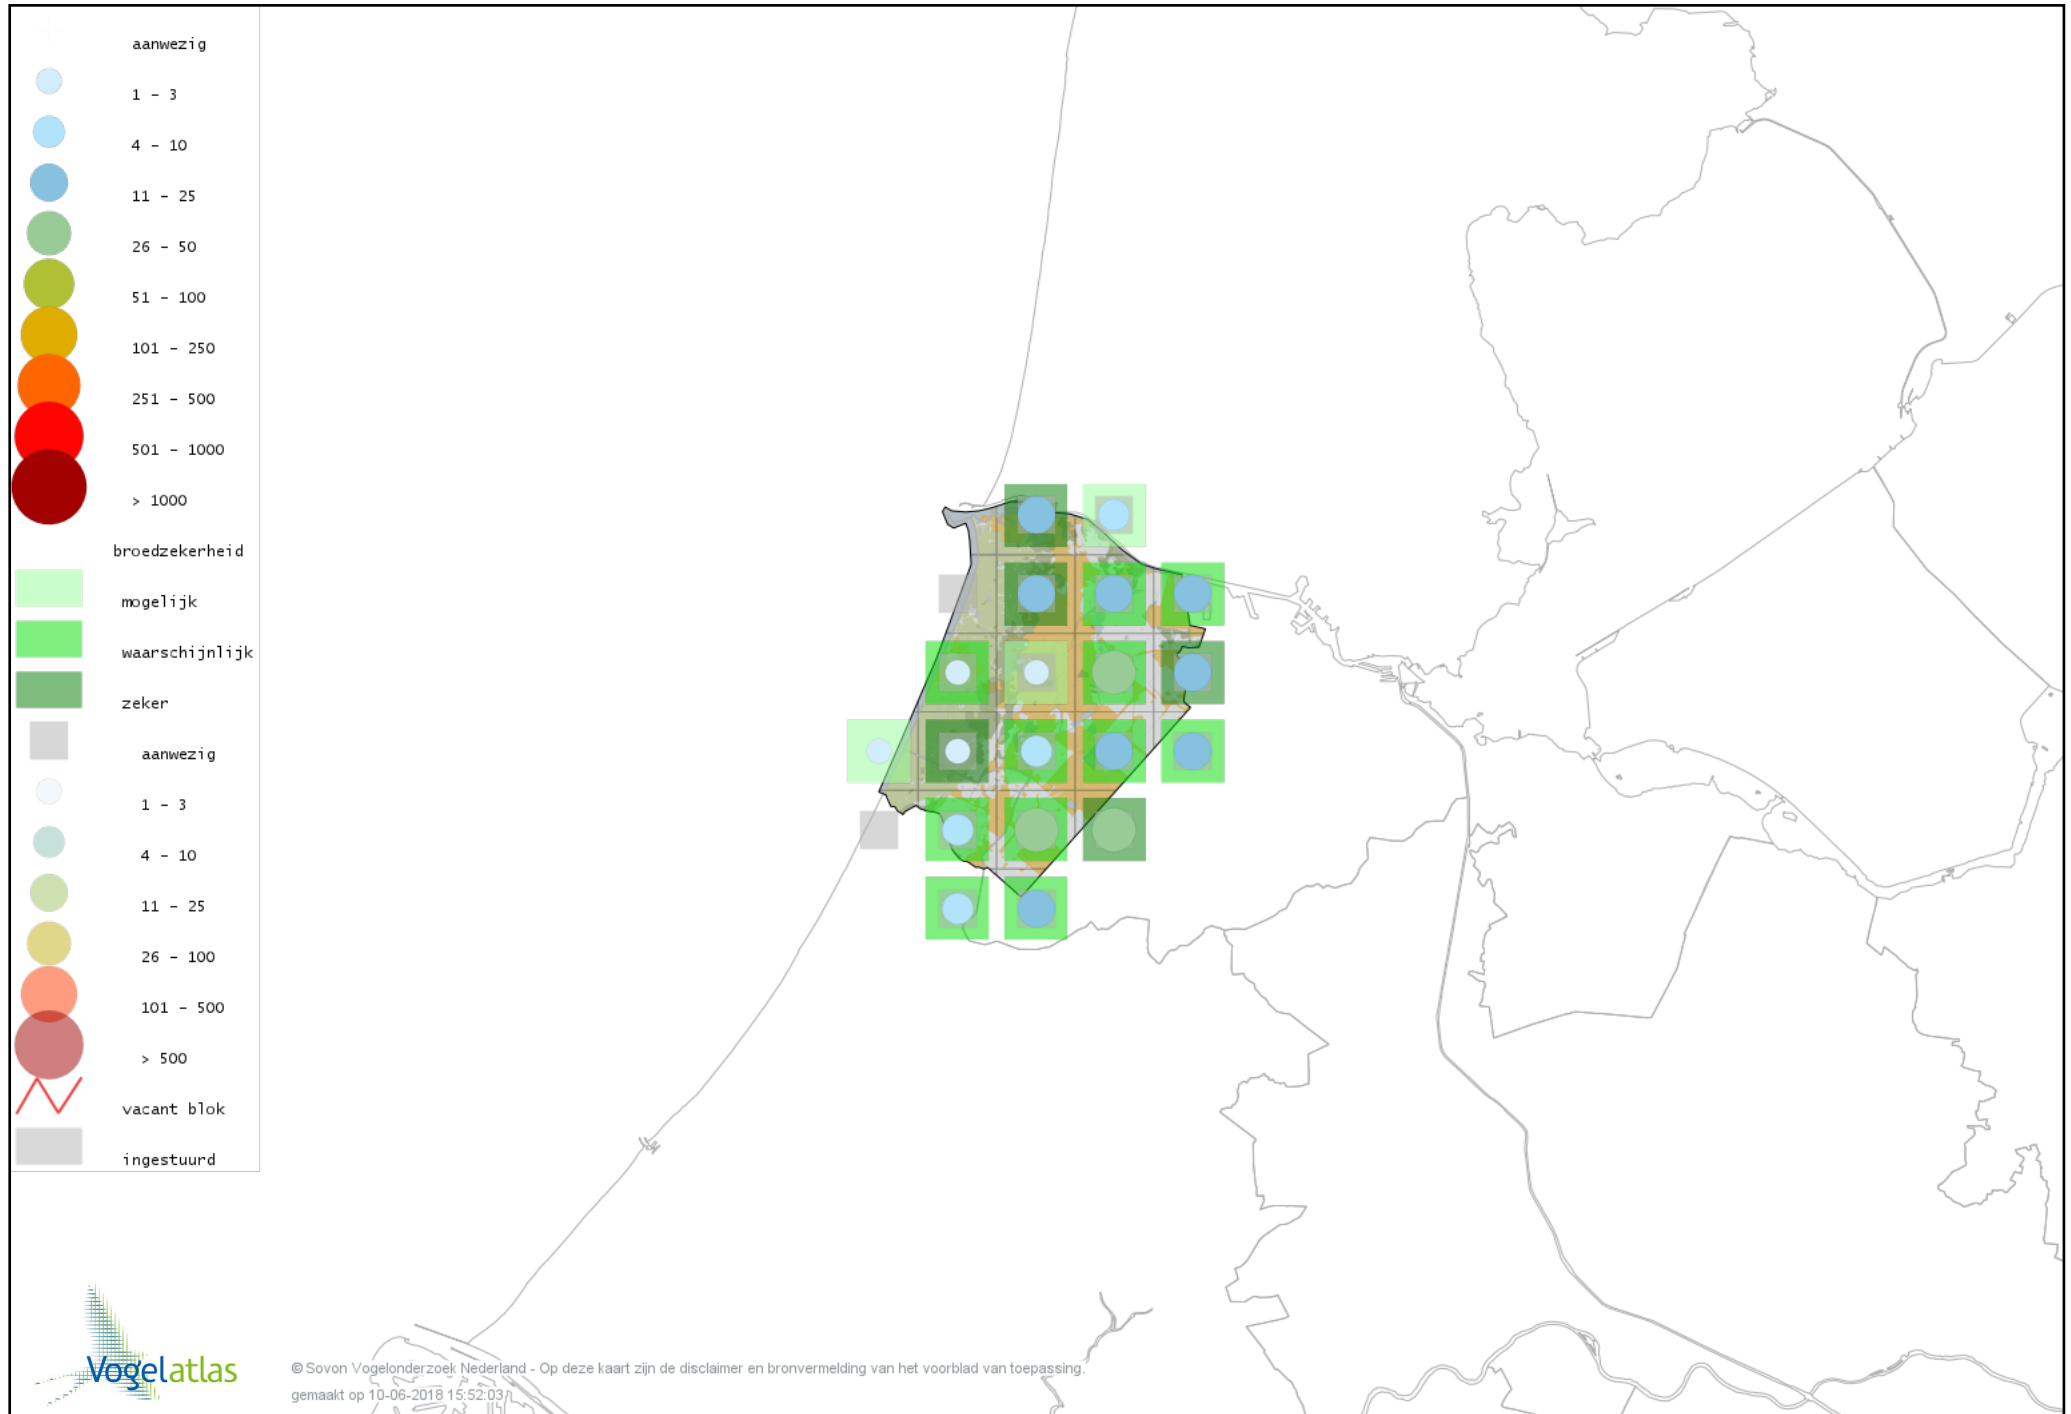 aanwezig
1 - 3
4 - 10
11 - 25
26 - 50
51 - 100
101 - 250
251 - 500
501 - 1000
> 1000
broedzekerheid
mogelijk
waarschijnlijk
zeker
aanwezig
1 - 3
4 - 10
11 - 25
26 - 100
101 - 500
> 500
vacant blok
ingestuurd
Vogelatlas
© Sovon Vogelonderzoek Nederland - Op deze kaart zijn de disclaimer en bronvermelding van het voorblad van toepassing.
gemaakt op 10-06-2018 15:52:03